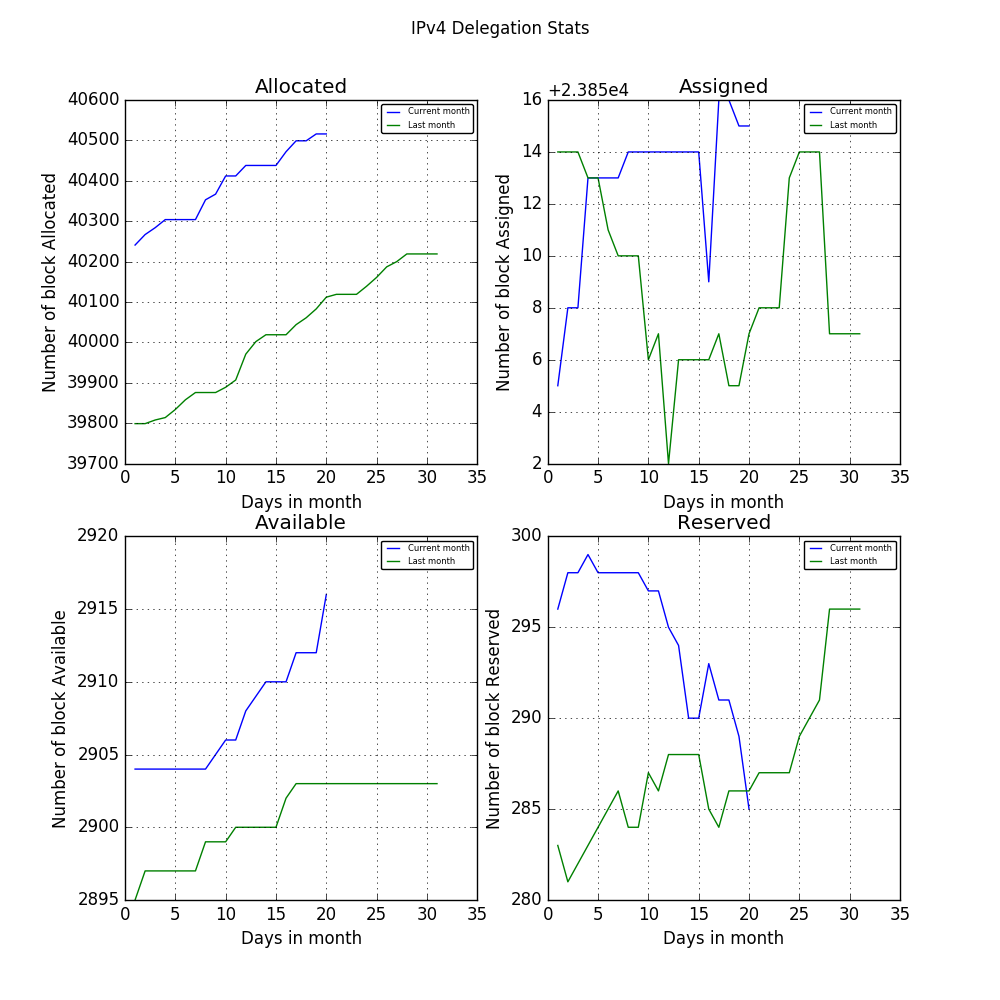 IPv4 Delegation Stats
Allocated
40600
40500
40400
40300
40200
40100
40000
39900
39800
39700
0 5 10 15 20 25 30 35
Number of block Allocated
Days in month
Current month
Last month
+2.385e4
Assigned
16
14
12
10
8
6
4
2
0 5 10 15 20 25 30 35
Number of block Assigned
Days in month
Current month
Last month
Available
2920
2915
2910
2905
2900
2895
0 5 10 15 20 25 30 35
Number of block Available
Days in month
Current month
Last month
Reserved
300
295
290
285
280
0 5 10 15 20 25 30 35
Number of block Reserved
Days in month
Current month
Last month